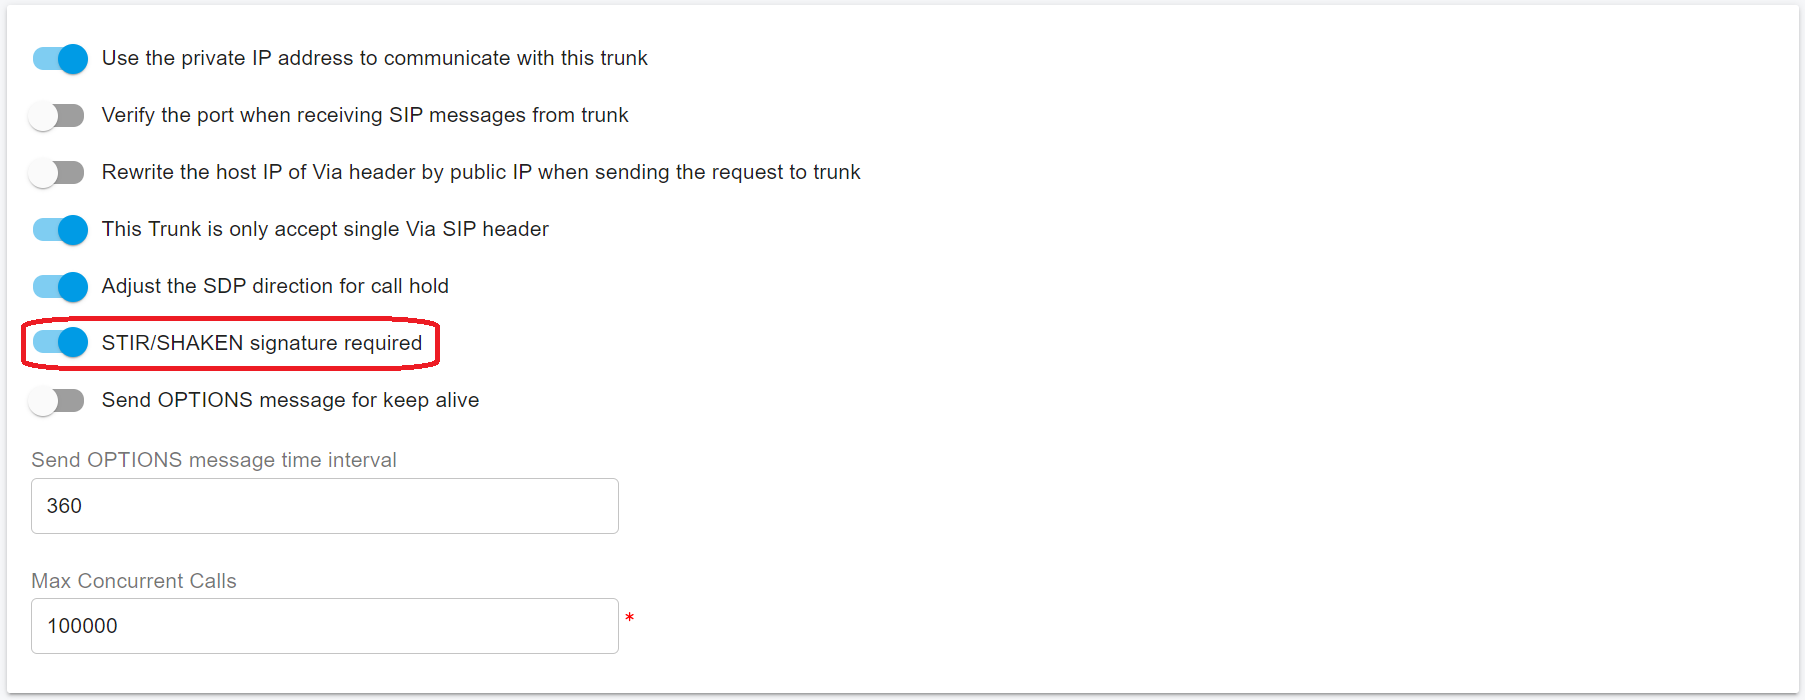 Use the private IP address to communicate with this trunk
Verify the port when receiving SIP messages from trunk
Rewrite the host IP of Via header by public IP when sending the request to trunk
This Trunk is only accept single Via SIP header
Adjust the SDP direction for call hold
STIR/SHAKEN signature required
Send OPTIONS message for keep alive
Send OPTIONS message time interval
360
Max Concurrent Calls
100000 *